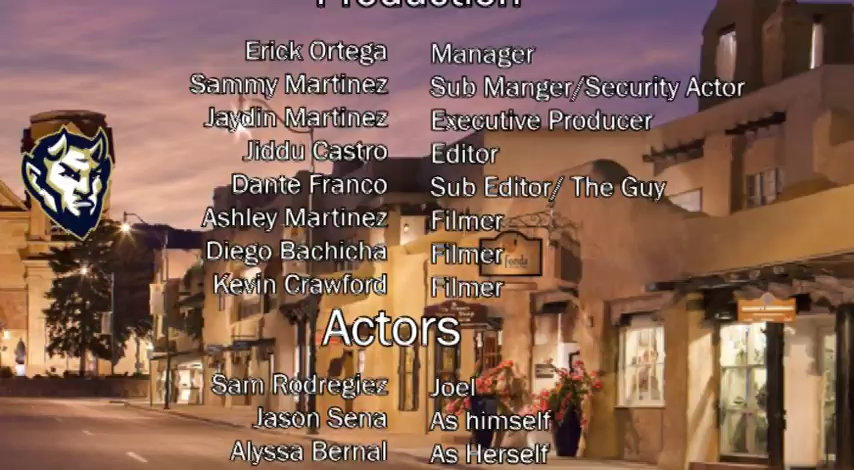 Production
Erick Ortega Manager
Sammy Martinez Sub Manger/Security Actor
Jaydin Martinez Executive Producer
Jiddu Castro Editor
Dante Franco Sub Editor/ The Guy
Ashley Martinez Filmer
Diego Bachicha Filmer
Kevin Crawford Filmer
Fonda
Actors
Sam Rodregiez Joel
Jason Sena As himself
Alyssa Bernal As Herself